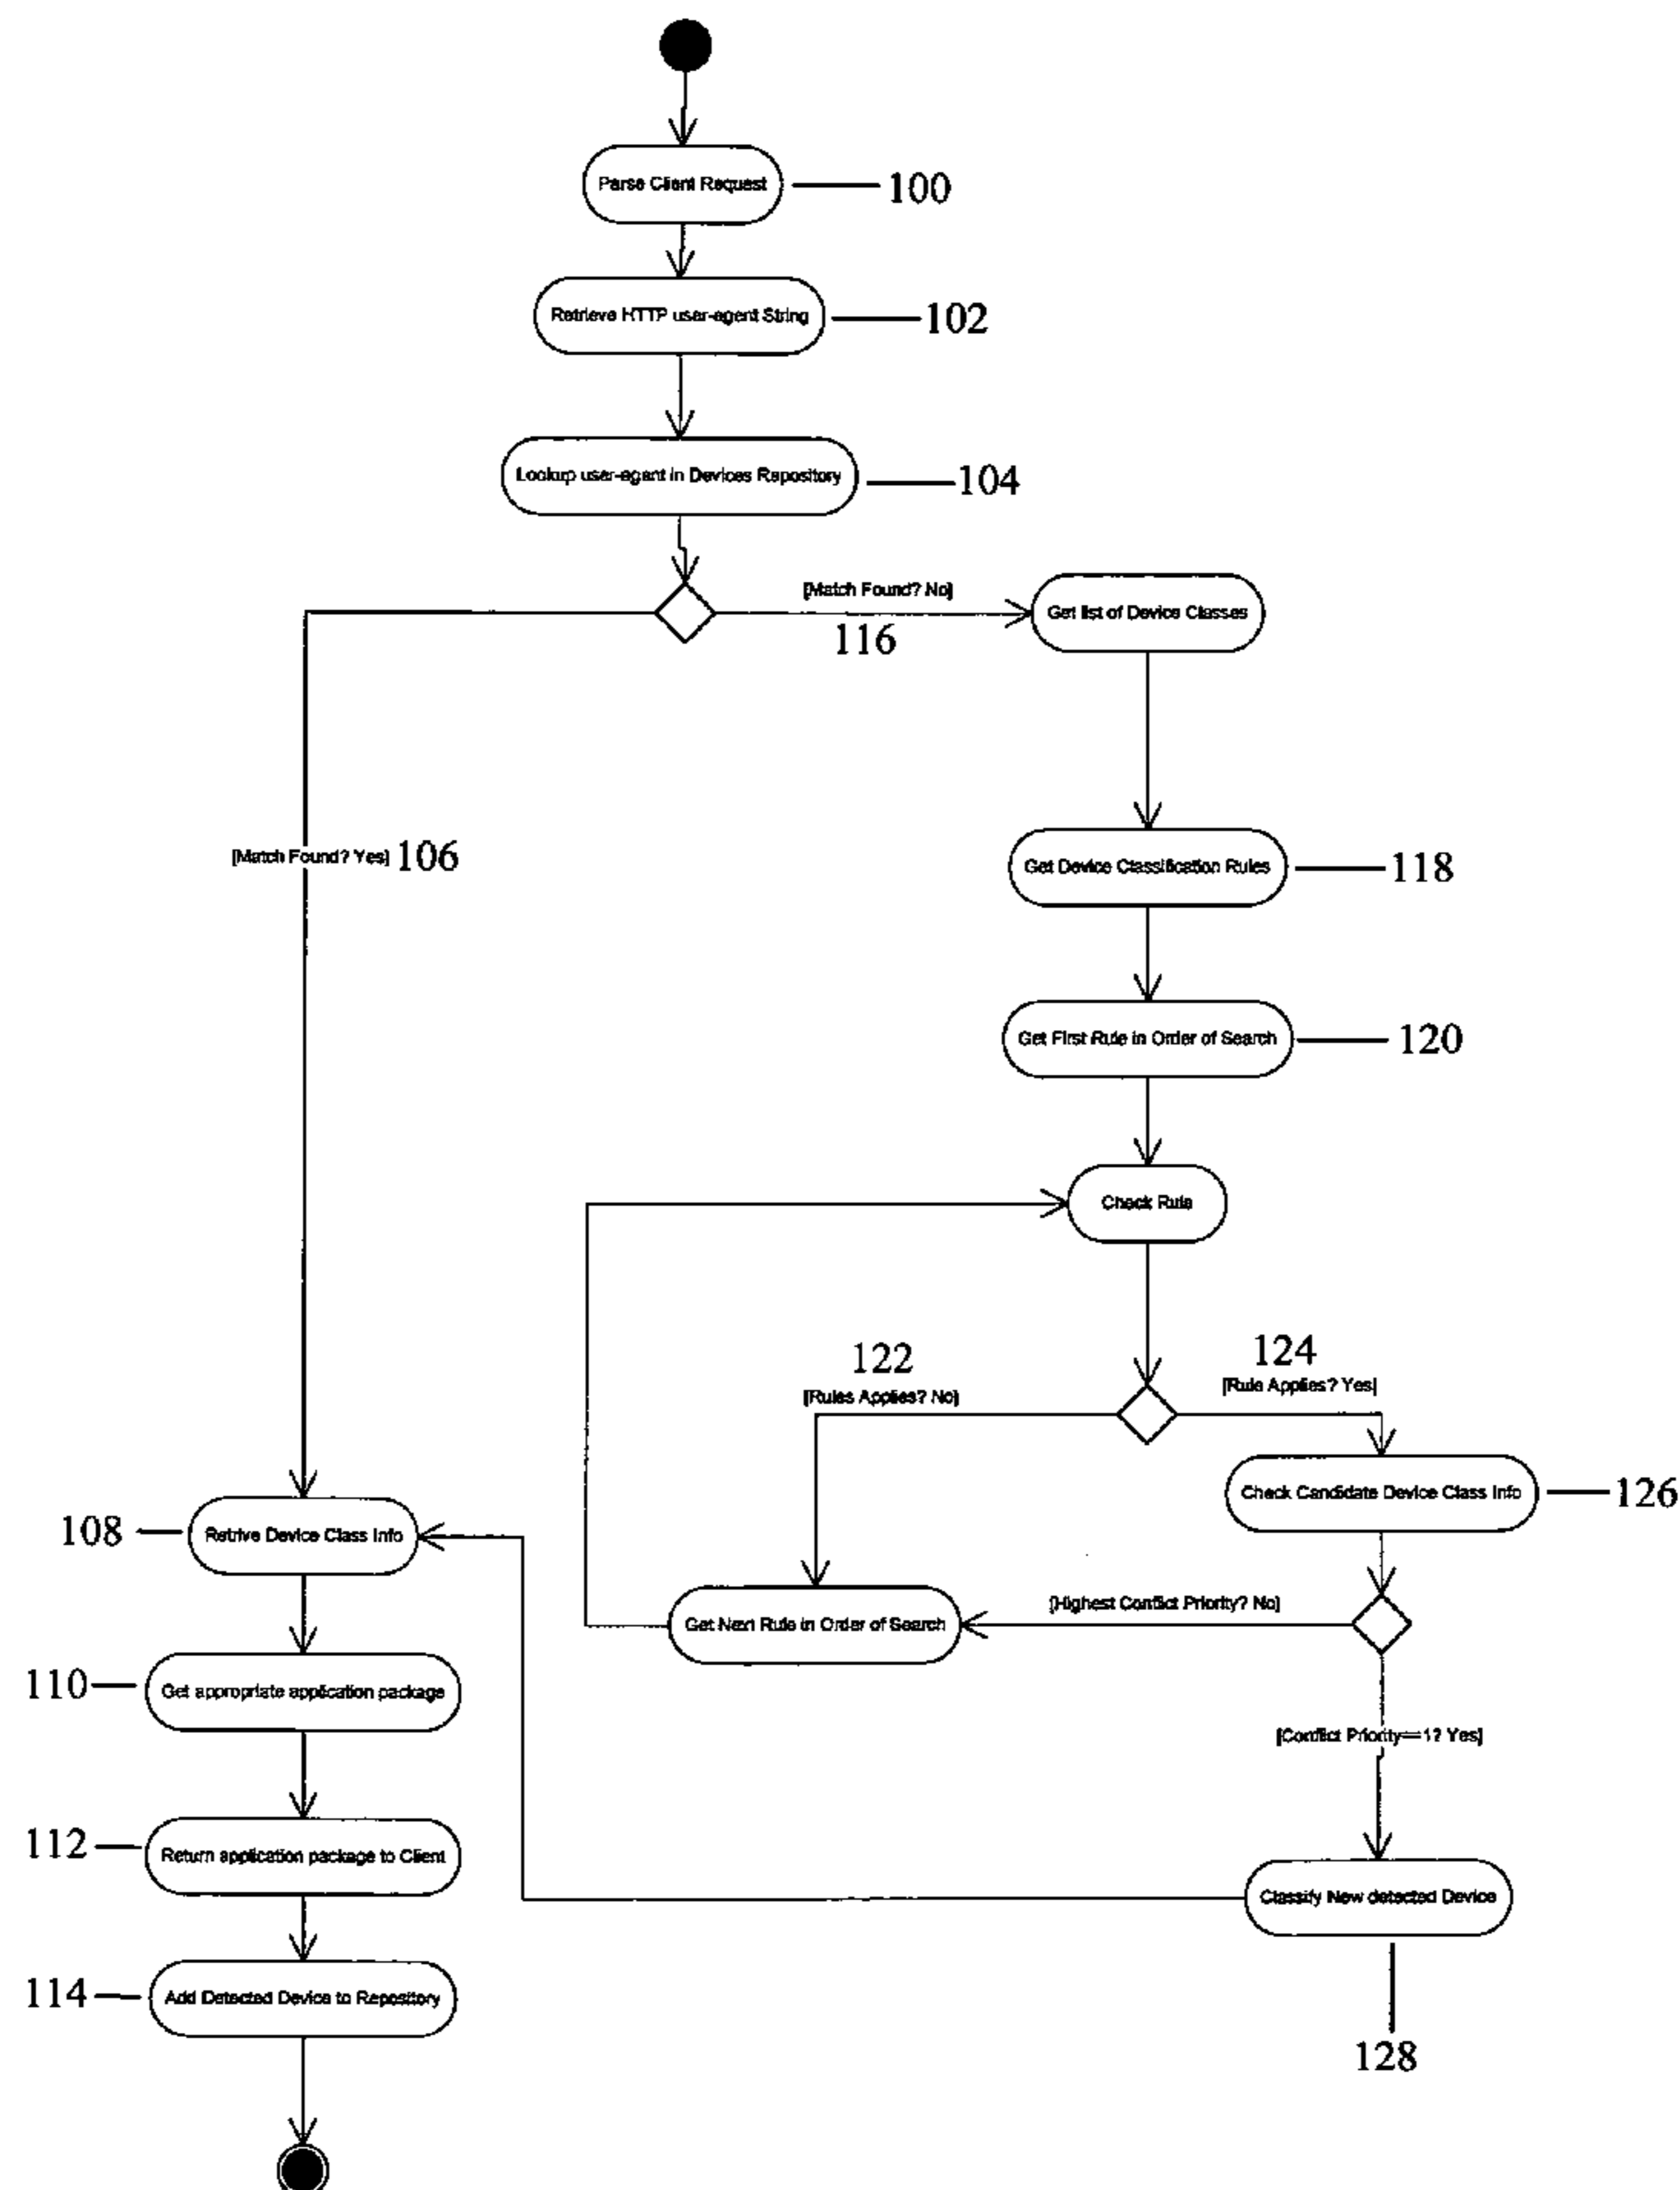 Parse Client Request
100
Retrieve HTTP user-agent String
102
Lookup user-agent in Devices Repository
104
[Match Found? No]
116
Get list of Device Classes
[Match Found? Yes] 106
Get Device Classification Rules
118
Get First Rule in Order of Search
120
Check Rule
122
[Rules Applies? No]
124
[Rule Applies? Yes]
Check Candidate Device Class Info
126
108
Retrive Device Class Info
Get Next Rule in Order of Search
[Highest Conflict Priority? No]
110
Get appropriate application package
[Conflict Priority==1? Yes]
112
Return application package to Client
Classify New detected Device
114
Add Detected Device to Repository
128